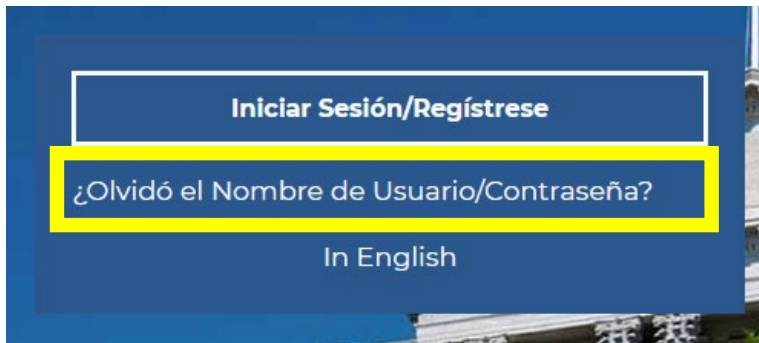 Iniciar Sesión/Regístrese
¿Olvidó el Nombre de Usuario/Contraseña?
In English